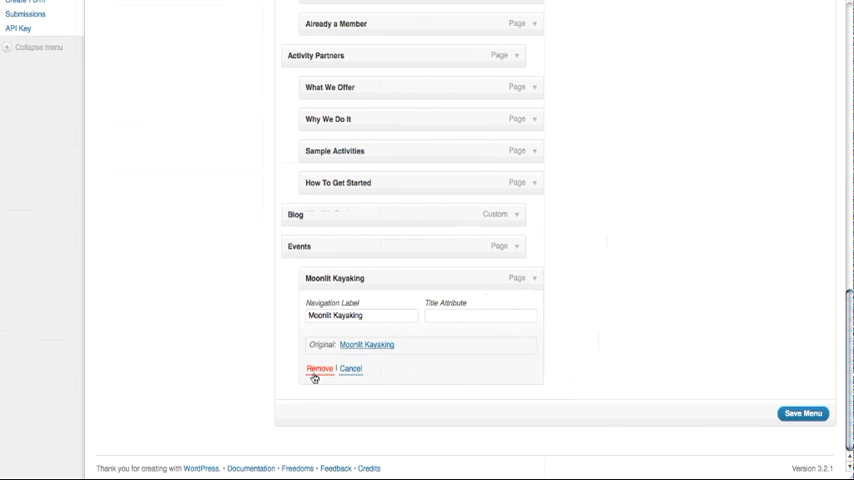 Create Form
Submissions
API Key
Collapse menu
Already a Member Page
Activity Partners Page
What We Offer Page
Why We Do It Page
Sample Activities Page
How To Get Started Page
Blog Custom
Events Page
Moonlit Kayaking Page
Navigation Label Title Attribute
Moonlit Kayaking
Original: Moonlit Kayaking
Remove | Cancel
Save Menu
Thank you for creating with WordPress. • Documentation • Freedoms • Feedback • Credits Version 3.2.1